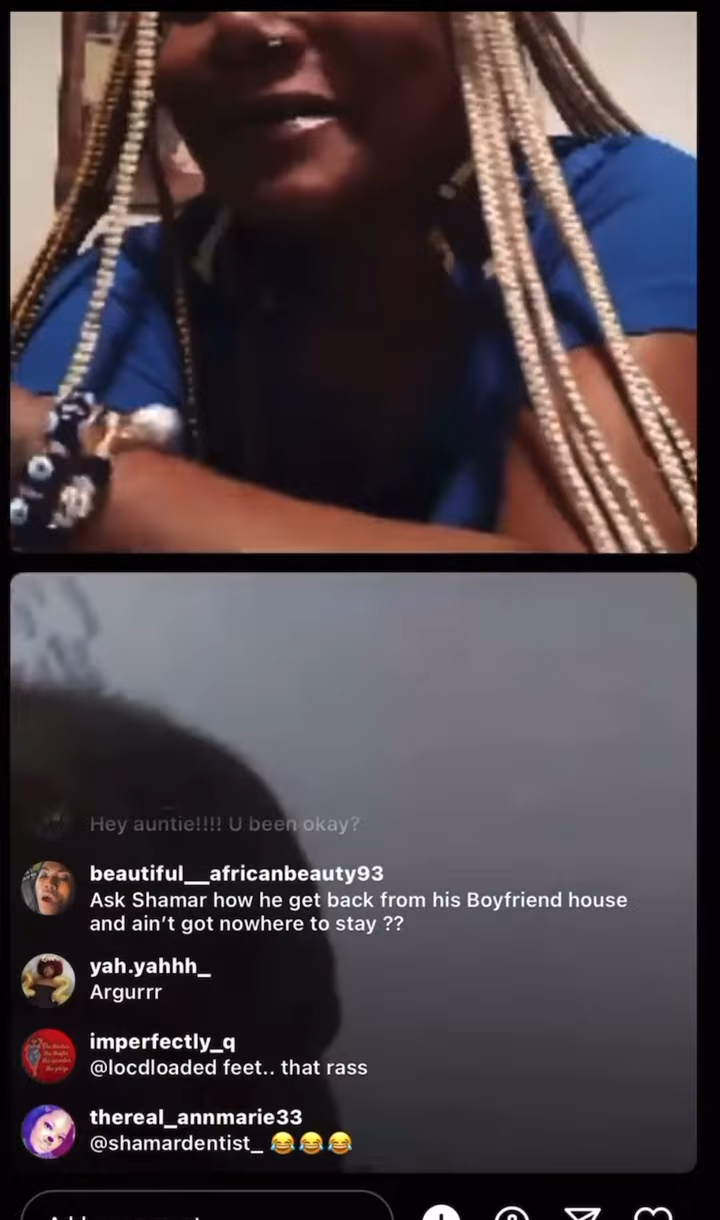 Hey auntie!!!! U been okay?
beautiful__africanbeauty93
Ask Shamar how he get back from his Boyfriend house
and ain't got nowhere to stay ??
yah.yahhh_
Argurrr
imperfectly_q
@locdloaded feet.. that rass
thereal_annmarie33
@shamardentist_ 😂😂😂